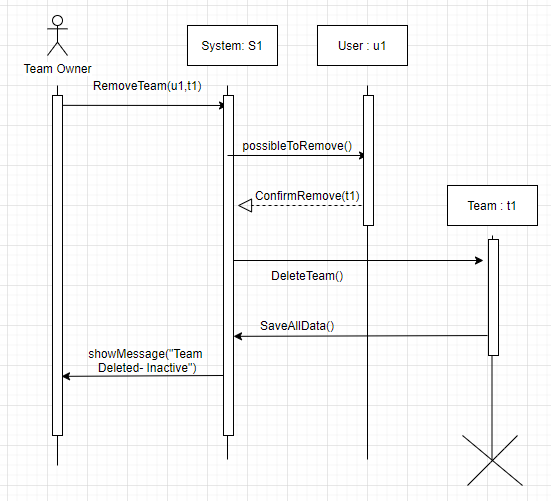 System: S1
User : u1
Team Owner
RemoveTeam(u1,t1)
possibleToRemove()
ConfirmRemove(t1)
Team : t1
DeleteTeam()
SaveAllData()
showMessage("Team
Deleted- Inactive")